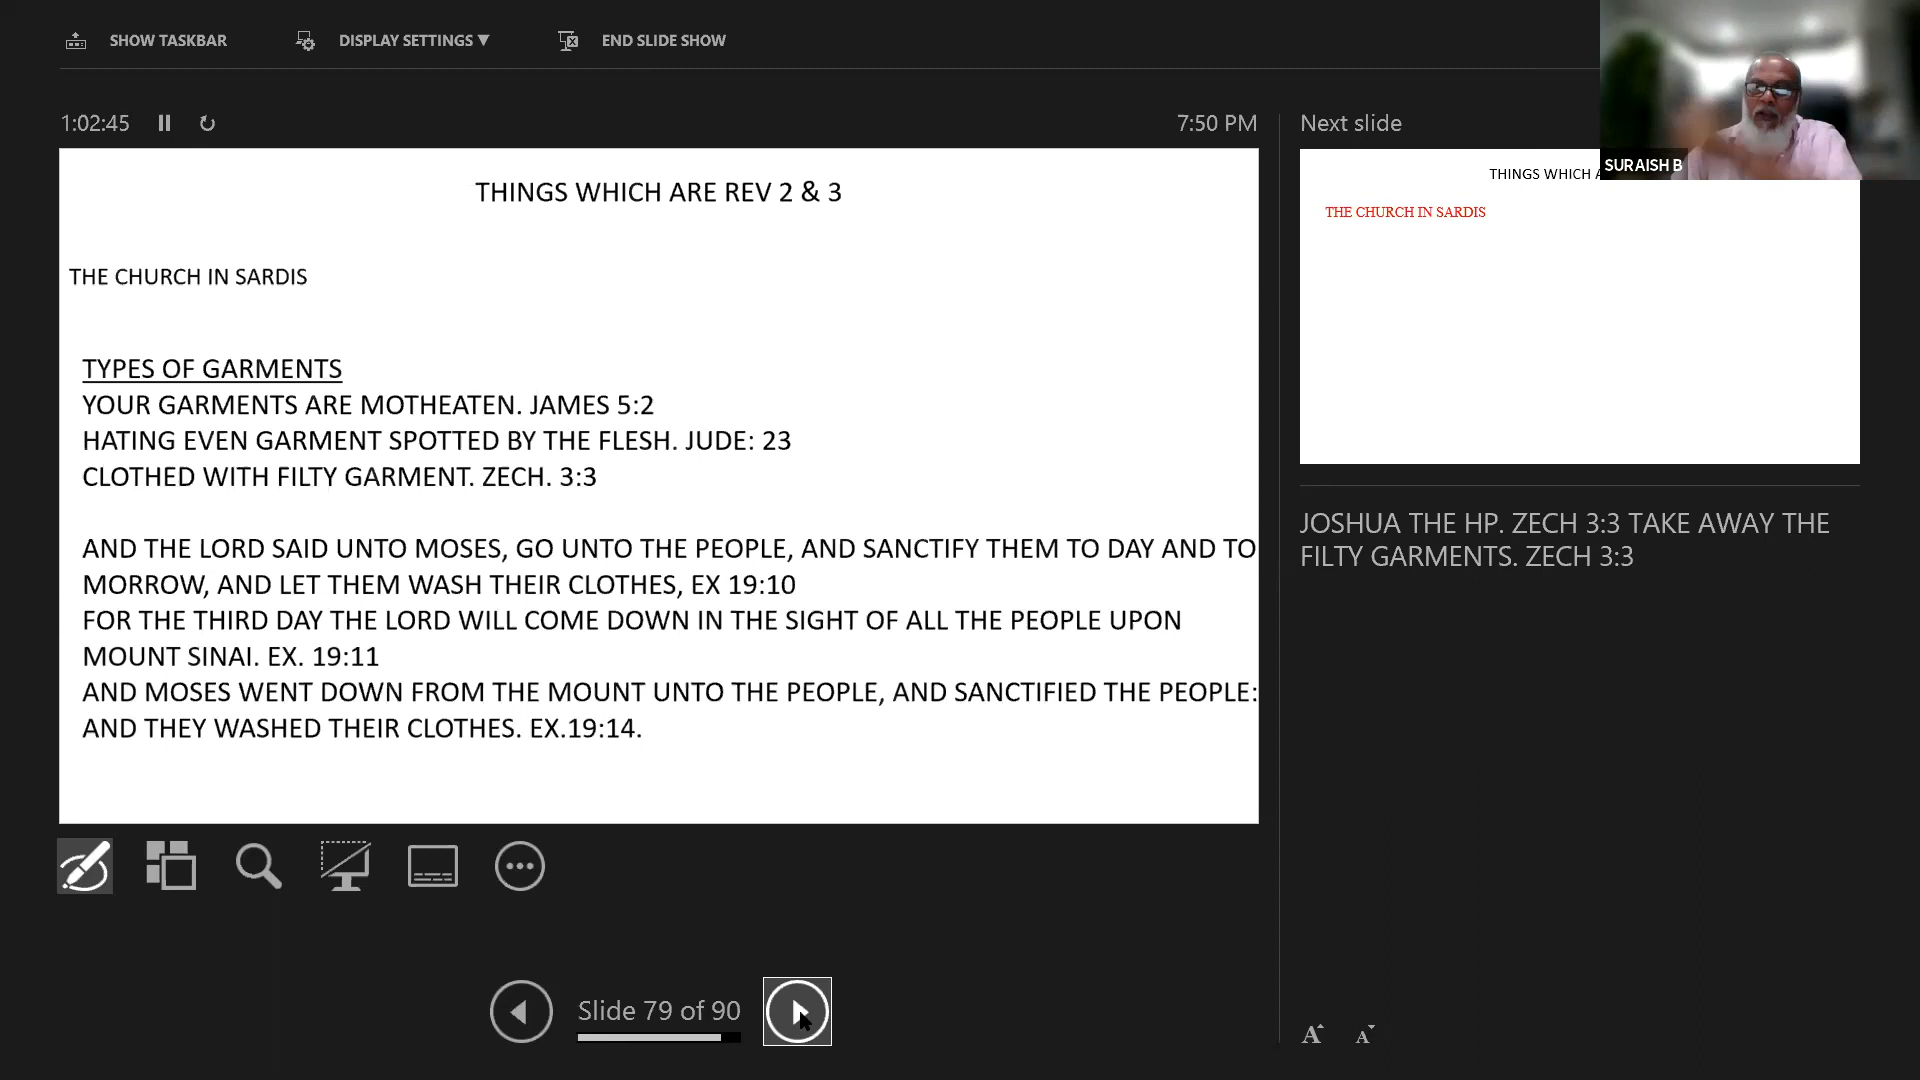 SHOW TASKBAR
DISPLAY SETTINGS ▼
END SLIDE SHOW
1:02:45
7:50 PM
Next slide
SURAISH B
THINGS WHICH ARE REV 2 & 3
THE CHURCH IN SARDIS
TYPES OF GARMENTS
YOUR GARMENTS ARE MOTHEATEN. JAMES 5:2
HATING EVEN GARMENT SPOTTED BY THE FLESH. JUDE: 23
CLOTHED WITH FILTY GARMENT. ZECH. 3:3
AND THE LORD SAID UNTO MOSES, GO UNTO THE PEOPLE, AND SANCTIFY THEM TO DAY AND TO
MORROW, AND LET THEM WASH THEIR CLOTHES, EX 19:10
FOR THE THIRD DAY THE LORD WILL COME DOWN IN THE SIGHT OF ALL THE PEOPLE UPON
MOUNT SINAI. EX. 19:11
AND MOSES WENT DOWN FROM THE MOUNT UNTO THE PEOPLE, AND SANCTIFIED THE PEOPLE:
AND THEY WASHED THEIR CLOTHES. EX.19:14.
THINGS WHICH
THE CHURCH IN SARDIS
JOSHUA THE HP. ZECH 3:3 TAKE AWAY THE
FILTY GARMENTS. ZECH 3:3
Slide 79 of 90
A A